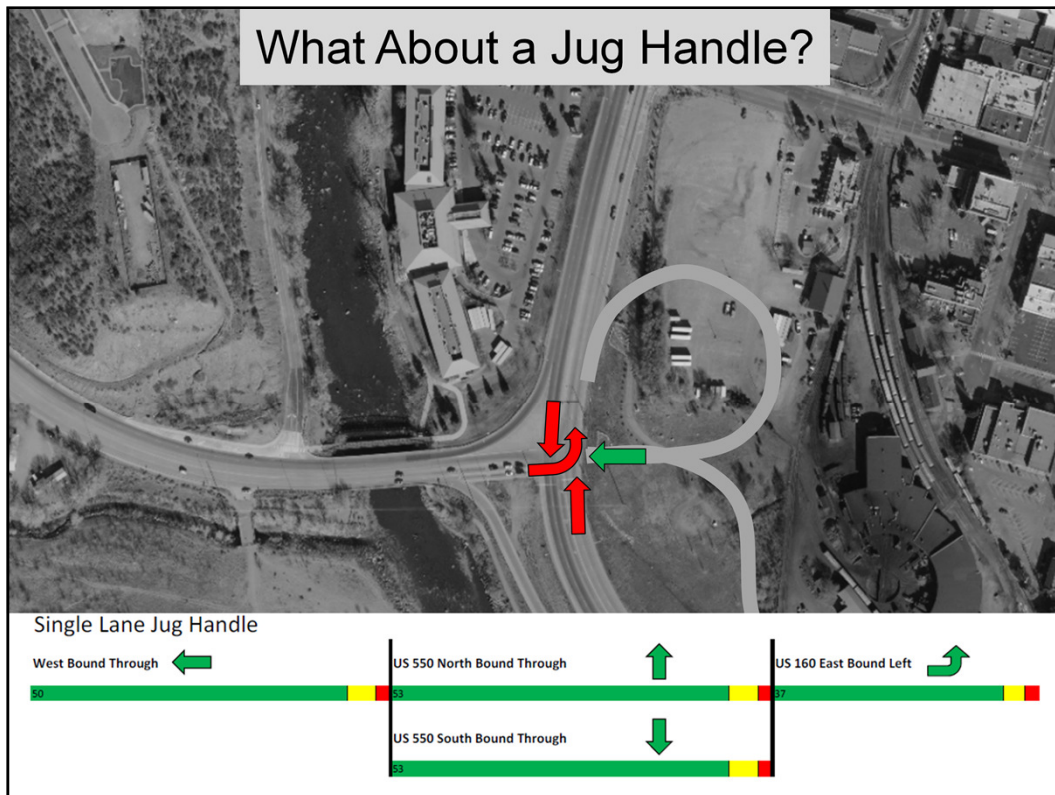 What About a Jug Handle?
Single Lane Jug Handle
West Bound Through
50
US 550 North Bound Through
53
US 160 East Bound Left
37
US 550 South Bound Through
53